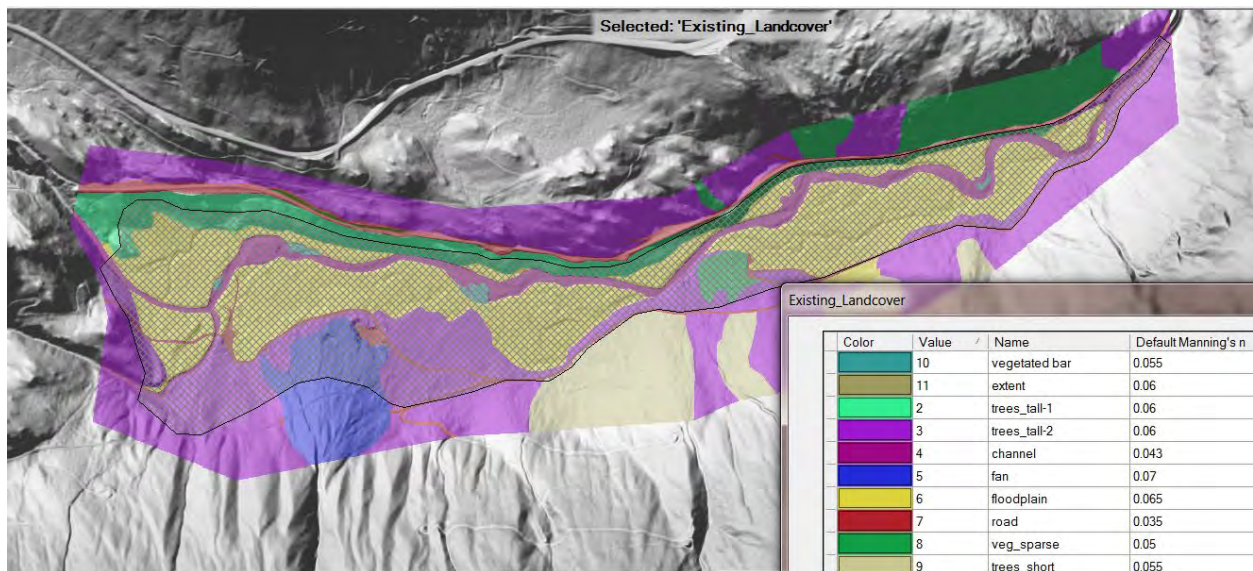 Selected: 'Existing_Landcover'
Existing_Landcover
Color Value Name Default Manning's n
10 vegetated bar 0.055
11 extent 0.06
2 trees_tall-1 0.06
3 trees_tall-2 0.06
4 channel 0.043
5 fan 0.07
6 floodplain 0.065
7 road 0.035
8 veg_sparse 0.05
9 trees_short 0.055